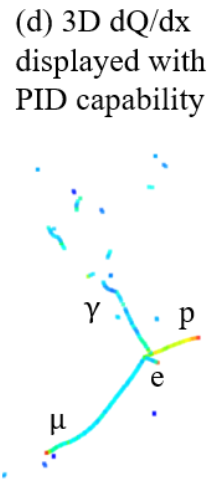 (d) 3D dQ/dx
displayed with
PID capability
γ
p
e
μ